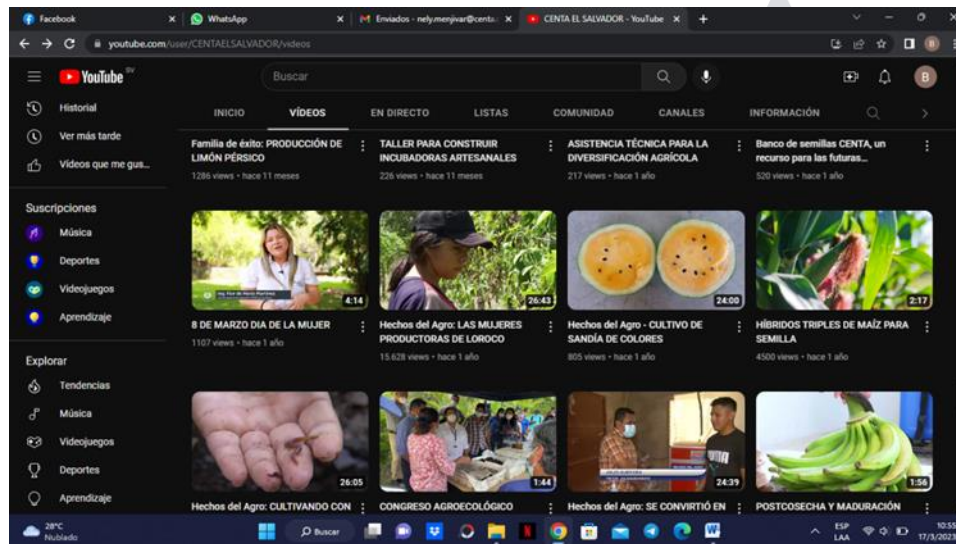 Facebook
WhatsApp
Enviados - nely.menjivar@centa.
CENTA EL SALVADOR - YouTube
youtube.com/user/CENTAELSALVADOR/videos
YouTube SV
Buscar
B
Historial
Ver más tarde
Vídeos que me gus...
Suscripciones
Música
Deportes
Videojuegos
Aprendizaje
Explorar
Tendencias
Música
Videojuegos
Deportes
Aprendizaje
INICIO VÍDEOS EN DIRECTO LISTAS COMUNIDAD CANALES INFORMACIÓN
Familia de éxito: PRODUCCIÓN DE
LIMÓN PÉRSICO
1286 views • hace 11 meses
TALLER PARA CONSTRUIR
INCUBADORAS ARTESANALES
226 views • hace 11 meses
ASISTENCIA TÉCNICA PARA LA
DIVERSIFICACIÓN AGRÍCOLA
217 views • hace 1 año
Banco de semillas CENTA, un
recurso para las futuras...
520 views • hace 1 año
4:14
8 DE MARZO DIA DE LA MUJER
1107 views • hace 1 año
26:43
Hechos del Agro: LAS MUJERES
PRODUCTORAS DE LOROCO
15.628 views • hace 1 año
24:00
Hechos del Agro - CULTIVO DE
SANDÍA DE COLORES
805 views • hace 1 año
2:17
HÍBRIDOS TRIPLES DE MAÍZ PARA
SEMILLA
4500 views • hace 1 año
26:05
Hechos del Agro: CULTIVANDO CON
1:44
CONGRESO AGROECOLÓGICO
24:39
Hechos del Agro: SE CONVIRTIÓ EN
1:56
POSTCOSECHA Y MADURACIÓN
28°C
Nublado
Buscar
ESP
LAA
10:55
17/3/2023